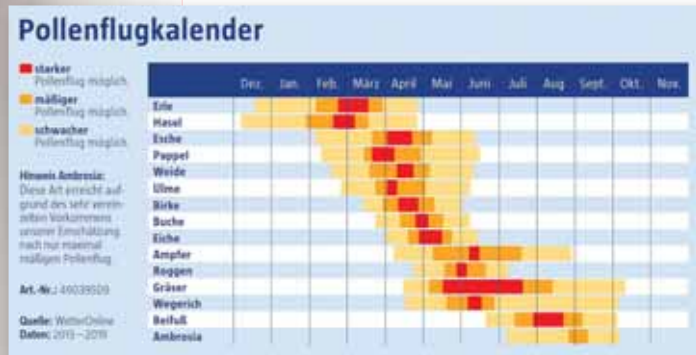 Pollenflugkalender
starker
Pollenflug möglich
mäßiger
Pollenflug möglich
schwacher
Pollenflug möglich
Hinweis Ambrosia:
Diese Art erreicht auf-
grund des sehr verein-
zelten Vorkommens
unserer Einschätzung
nach nur maximal
mäßigen Pollenflug.
Art.-Nr.:
Quelle: WetterOnline
Daten:
Dez. Jan. Feb. März April Mai Juni Juli Aug. Sept. Okt. Nov.
Erle
Hasel
Esche
Pappel
Weide
Ulme
Birke
Buche
Eiche
Ampfer
Roggen
Gräser
Wegerich
Beifuß
Ambrosia